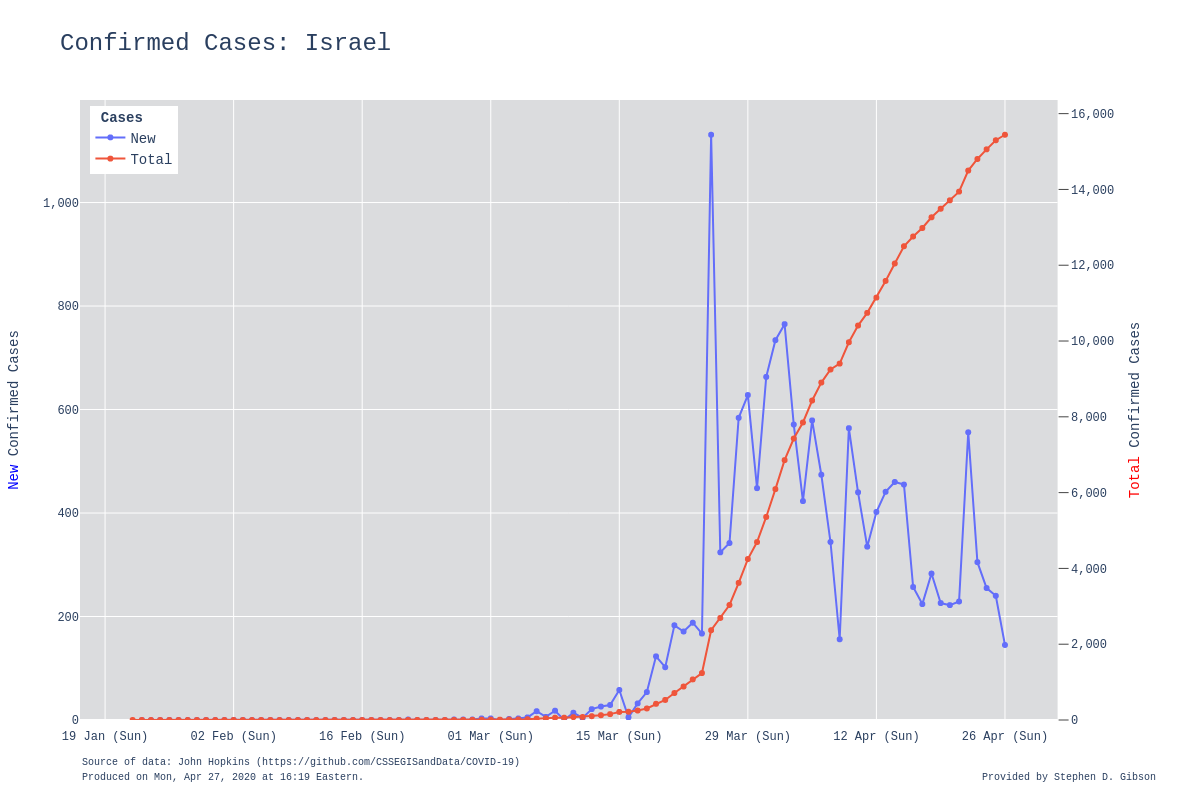 Confirmed Cases: Israel
Cases
New
Total
16,000
14,000
12,000
10,000
8,000
6,000
4,000
2,000
0
1,000
800
600
400
200
0
New Confirmed Cases
Total Confirmed Cases
19 Jan (Sun)
02 Feb (Sun)
16 Feb (Sun)
01 Mar (Sun)
15 Mar (Sun)
29 Mar (Sun)
12 Apr (Sun)
26 Apr (Sun)
Source of data: John Hopkins (https://github.com/CSSEGISandData/COVID-19)
Produced on Mon, Apr 27, 2020 at 16:19 Eastern.
Provided by Stephen D. Gibson